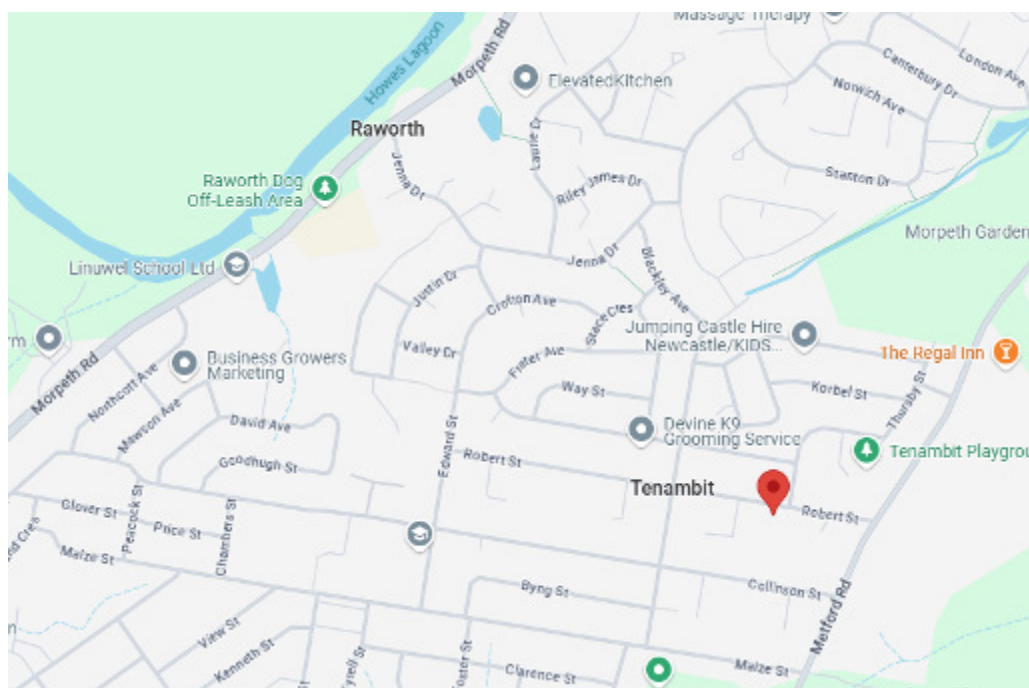 Massage Therapy
London Ave
Canterbury Dr
Norwich Ave
Howes Lagoon
Morpeth Rd
ElevatedKitchen
Raworth
Laurie Dr
Jenna Dr
Raworth Dog
Off-Leash Area
Riley James Dr
Stanton Dr
Morpeth Garden
Linuwel School Ltd
Jenna Dr
Blackley Ave
Justin Dr
Crofton Ave
Stace Cres
Jumping Castle Hire
Newcastle/KIDS...
rm
Valley Dr
Frater Ave
The Regal Inn
Business Growers
Marketing
Morpeth Rd
Northcott Ave
Way St
Korbel St
Thursby St
Mawson Ave
David Ave
Devine K9
Grooming Service
Edward St
Tenambit Playgrou
Goodhugh St
Robert St
Tenambit
Glover St
Peacock St
Price St
Chambers St
Robert St
Maize St
Byng St
Collinson St
Metford Rd
View St
Kenneth St
Clarence St
Maize St